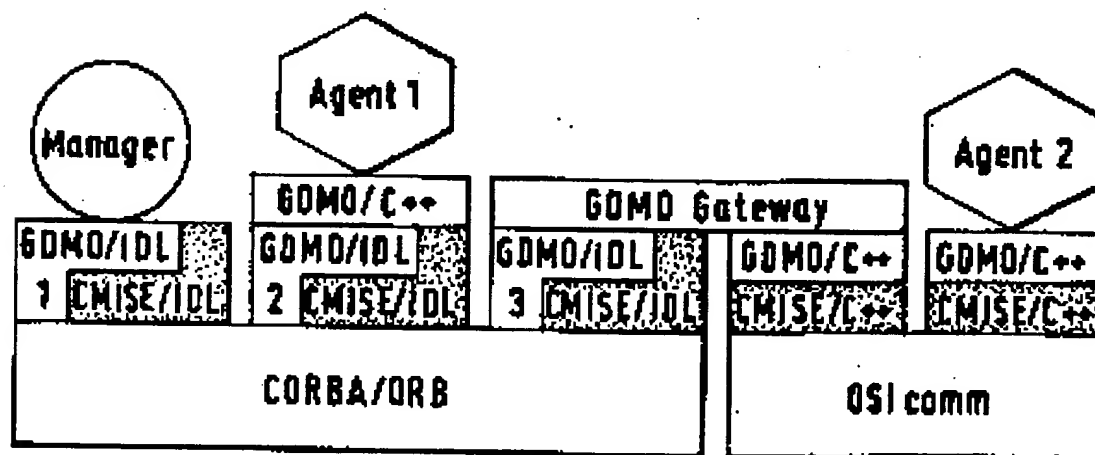 Agent 1
Manager
Agent 2
GDMO/C++
GDMO Gateway
GDMO/IDL
GDMO/IDL
GDMO/IDL
GDMO/C++
GDMO/C++
1 CMISE/IDL
2 CMISE/IDL
3 CMISE/IDL
CMISE/C++
CMISE/C++
CORBA/ORB
OSI comm